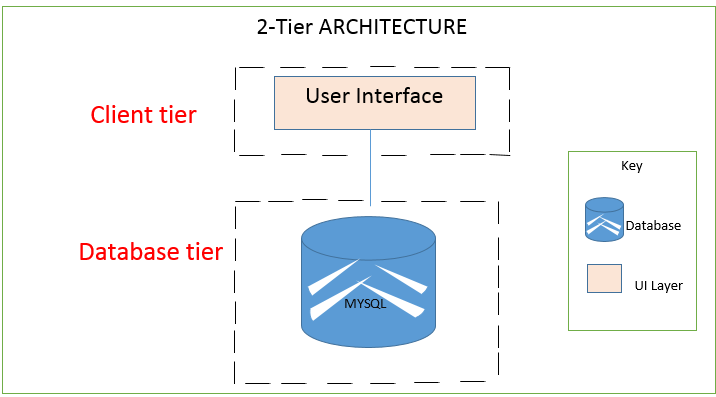 2-Tier ARCHITECTURE
Client tier
User Interface
Database tier
MYSQL
Key
Database
UI Layer